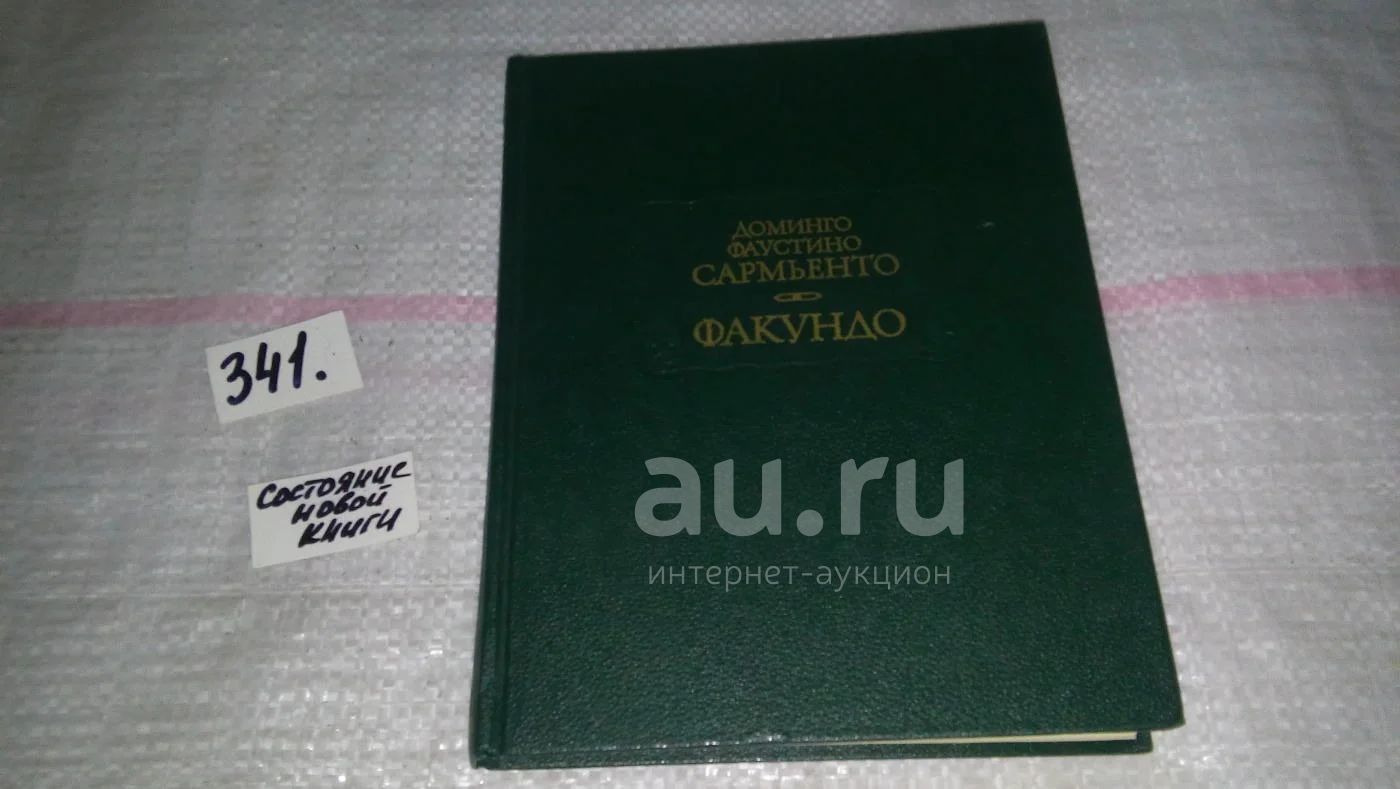 ДОМИНГО
ФАУСТИНО
САРМЬЕНТО
ФАКУНДО
341.
Состояние
новой
книги
au.ru
интернет-аукцион